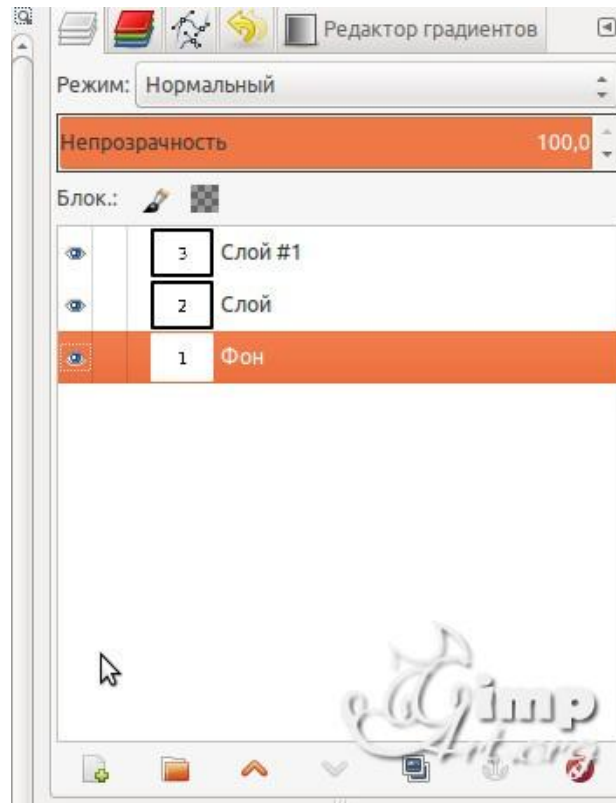 Редактор градиентов
Режим: Нормальный
Непрозрачность 100,0
Блок.:
3 Слой #1
2 Слой
1 Фон
Gimp
Art.org